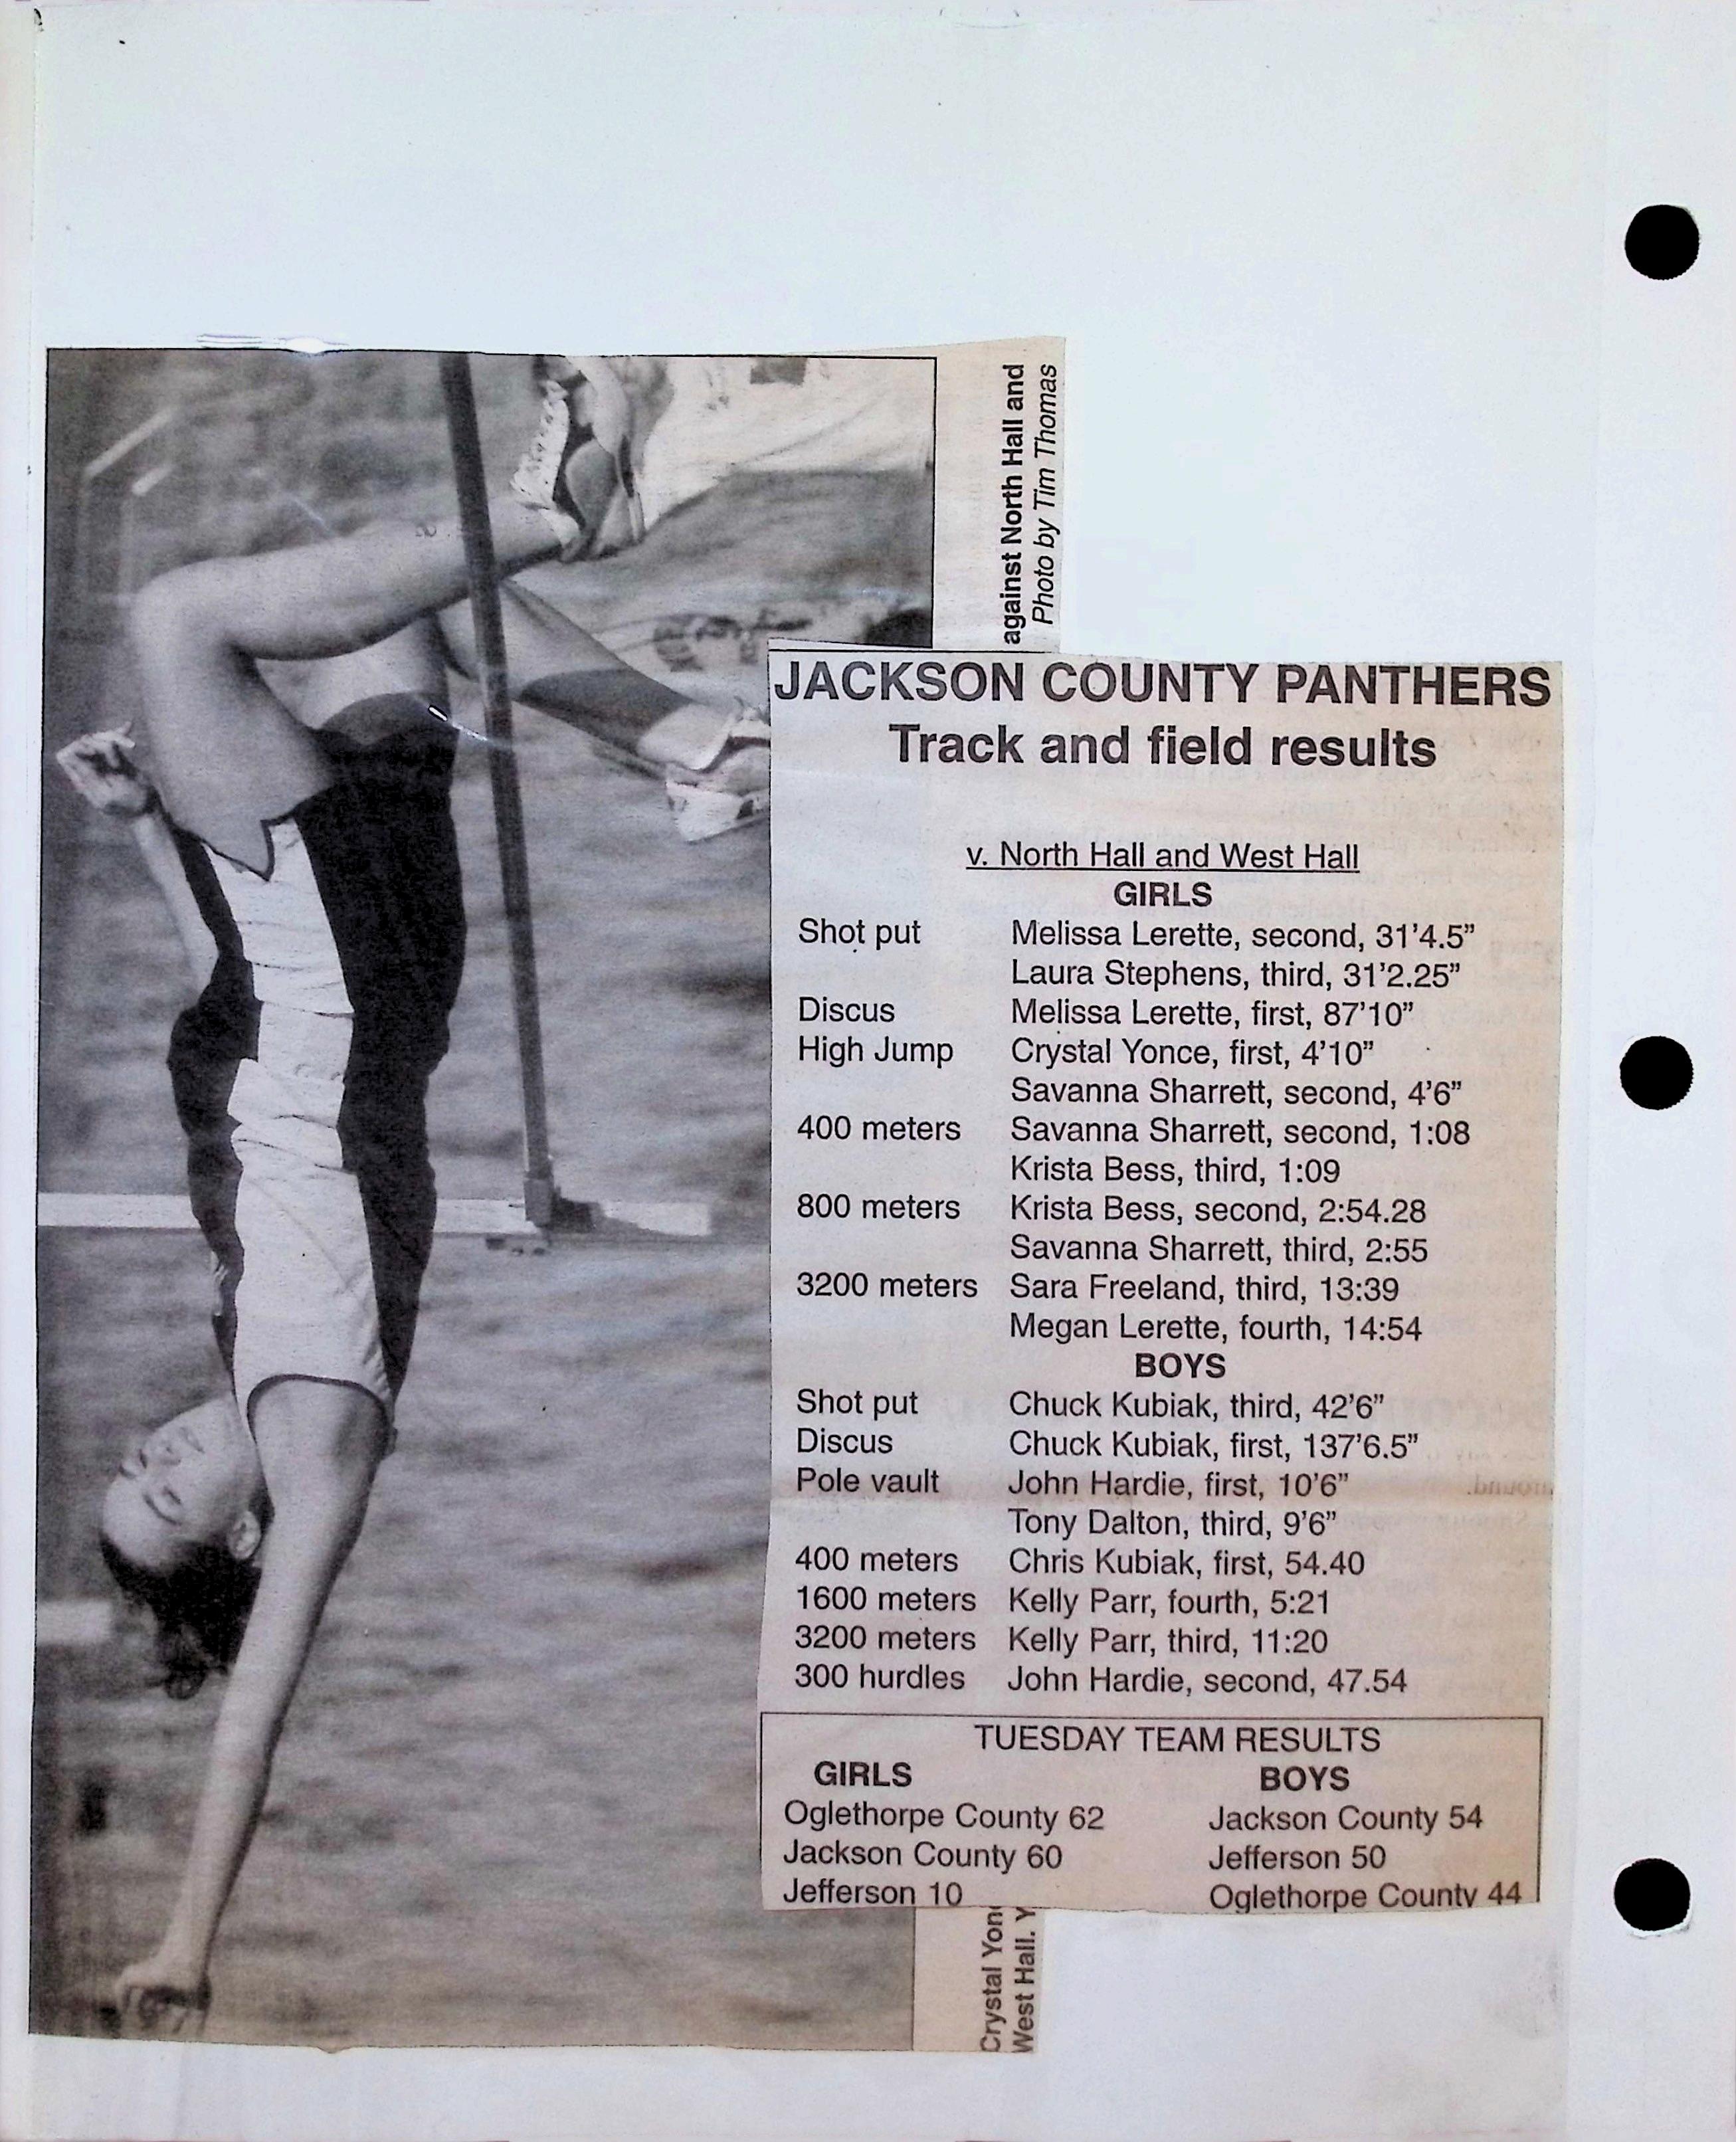 against North Hall and
Photo by Tim Thomas
JACKSON COUNTY PANTHERS
Track and field results
v. North Hall and West Hall
GIRLS
Shot put Melissa Lerette, second, 31'4.5”
Laura Stephens, third, 31'2.25”
Discus Melissa Lerette, first, 87'10”
High Jump Crystal Yonce, first, 4'10”
Savanna Sharrett, second, 4'6”
400 meters Savanna Sharrett, second, 1:08
Krista Bess, third, 1:09
800 meters Krista Bess, second, 2:54.28
Savanna Sharrett, third, 2:55
3200 meters Sara Freeland, third, 13:39
Megan Lerette, fourth, 14:54
BOYS
Shot put Chuck Kubiak, third, 42'6”
Discus Chuck Kubiak, first, 137'6.5”
Pole vault John Hardie, first, 10'6”
Tony Dalton, third, 9'6”
400 meters Chris Kubiak, first, 54.40
1600 meters Kelly Parr, fourth, 5:21
3200 meters Kelly Parr, third, 11:20
300 hurdles John Hardie, second, 47.54
TUESDAY TEAM RESULTS
GIRLS BOYS
Oglethorpe County 62 Jackson County 54
Jackson County 60 Jefferson 50
Jefferson 10 Oglethorpe County 44
Crystal Yon
West Hall. Y